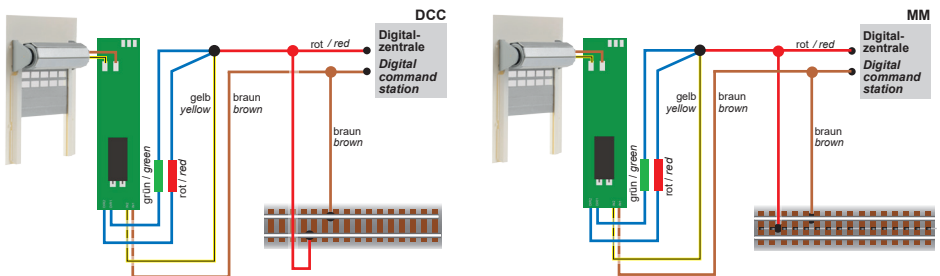 DCC
rot / red
Digital-
zentrale
Digital
command
station
gelb
yellow
braun
brown
braun
brown
grün / green
rot / red
MM
rot / red
Digital-
zentrale
Digital
command
station
gelb
yellow
braun
brown
braun
brown
grün / green
rot / red